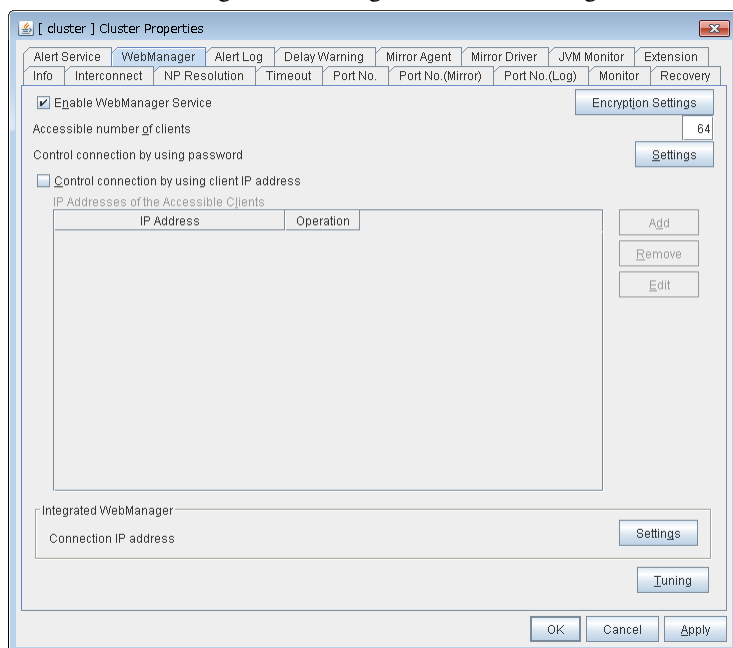 [ cluster ] Cluster Properties
Alert Service WebManager Alert Log Delay Warning Mirror Agent Mirror Driver JVM Monitor Extension
Info Interconnect NP Resolution Timeout Port No. Port No.(Mirror) Port No.(Log) Monitor Recovery
Enable WebManager Service Encryption Settings
Accessible number of clients 64
Control connection by using password Settings
Control connection by using client IP address
IP Addresses of the Accessible Clients
IP Address Operation Add
Remove
Edit
Integrated WebManager
Connection IP address Settings
Tuning
OK Cancel Apply